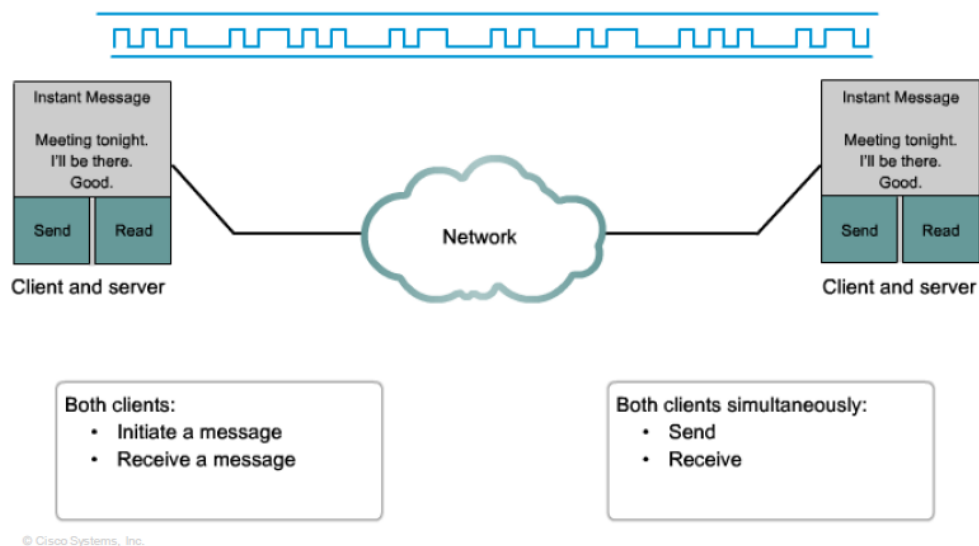 Instant Message
Meeting tonight.
I'll be there.
Good.
Send
Read
Client and server
Network
Instant Message
Meeting tonight.
I'll be there.
Good.
Send
Read
Client and server
Both clients:
• Initiate a message
• Receive a message
Both clients simultaneously:
• Send
• Receive
© Cisco Systems, Inc.